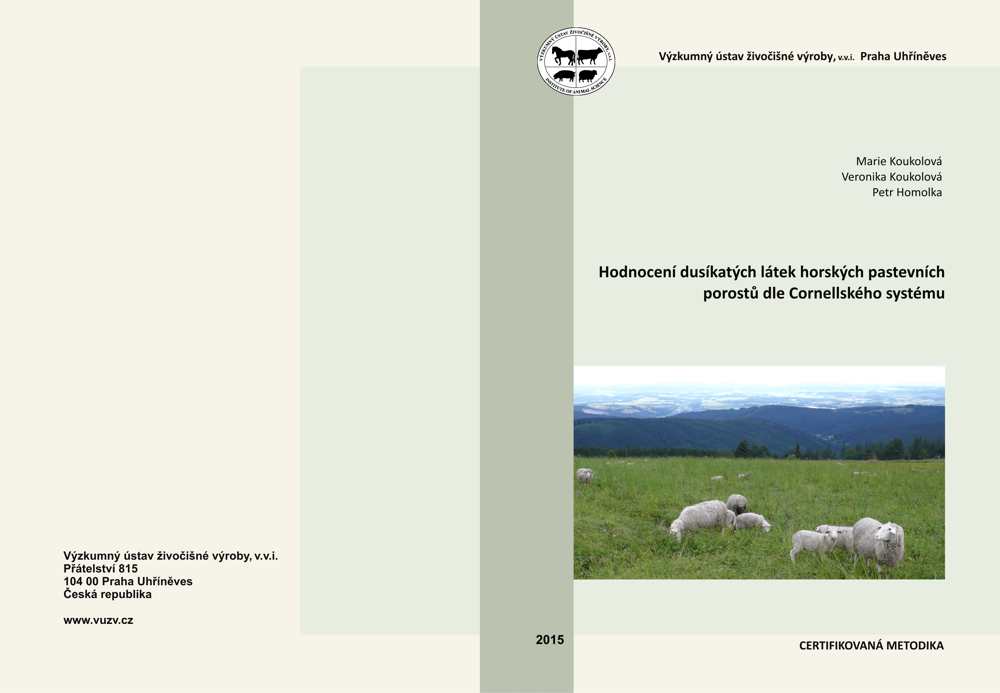 VÝZKUMNÝ ÚSTAV ŽIVOČIŠNÉ VÝROBY, v.v.i.
INSTITUTE OF ANIMAL SCIENCE
Výzkumný ústav živočišné výroby, v.v.i. Praha Uhříněves
Marie Koukolová
Veronika Koukolová
Petr Homolka
Hodnocení dusíkatých látek horských pastevních
porostů dle Cornellského systému
Výzkumný ústav živočišné výroby, v.v.i.
Přátelství 815
104 00 Praha Uhříněves
Česká republika
www.vuzv.cz
2015
CERTIFIKOVANÁ METODIKA